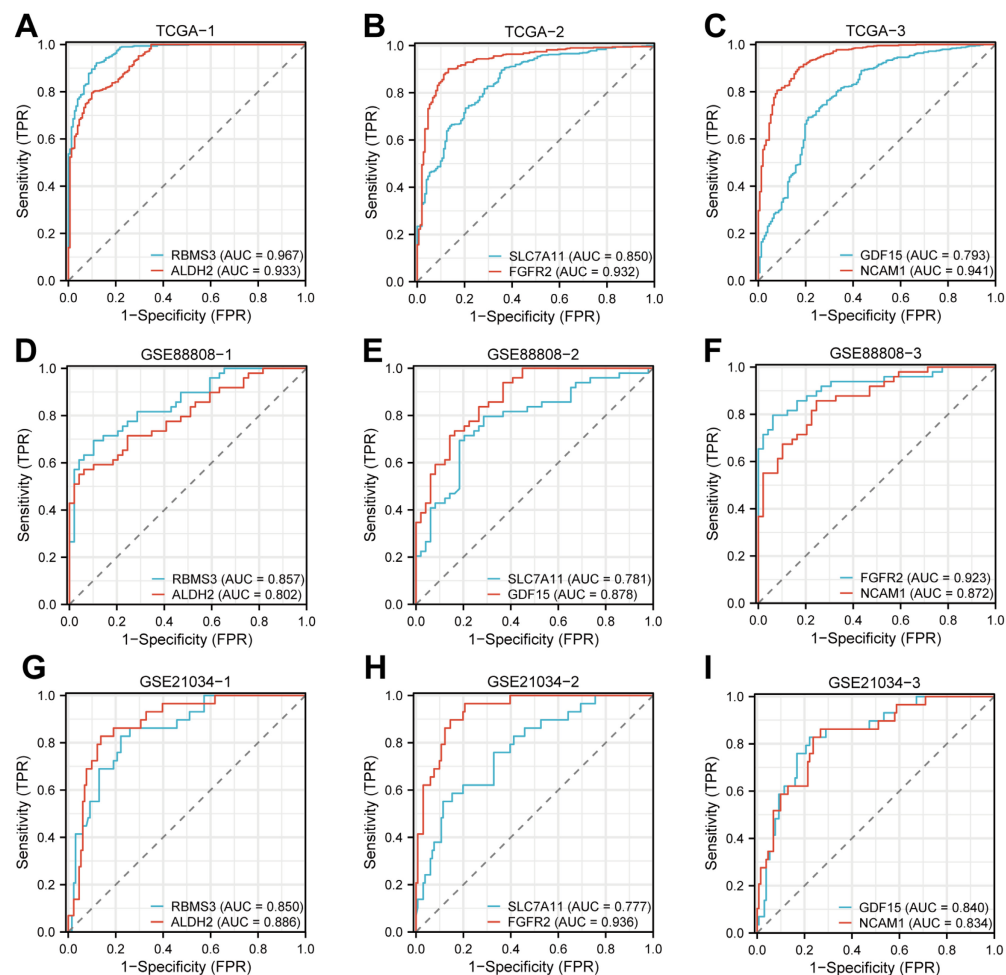 A
TCGA−1
Sensitivity (TPR)
1.0
0.8
0.6
0.4
0.2
0.0
RBMS3 (AUC = 0.967)
ALDH2 (AUC = 0.933)
0.0 0.2 0.4 0.6 0.8 1.0
1−Specificity (FPR)
B
TCGA−2
Sensitivity (TPR)
1.0
0.8
0.6
0.4
0.2
0.0
SLC7A11 (AUC = 0.850)
FGFR2 (AUC = 0.932)
0.0 0.2 0.4 0.6 0.8 1.0
1−Specificity (FPR)
C
TCGA−3
Sensitivity (TPR)
1.0
0.8
0.6
0.4
0.2
0.0
GDF15 (AUC = 0.793)
NCAM1 (AUC = 0.941)
0.0 0.2 0.4 0.6 0.8 1.0
1−Specificity (FPR)
D
GSE88808−1
Sensitivity (TPR)
1.0
0.8
0.6
0.4
0.2
0.0
RBMS3 (AUC = 0.857)
ALDH2 (AUC = 0.802)
0.0 0.2 0.4 0.6 0.8 1.0
1−Specificity (FPR)
E
GSE88808−2
Sensitivity (TPR)
1.0
0.8
0.6
0.4
0.2
0.0
SLC7A11 (AUC = 0.781)
GDF15 (AUC = 0.878)
0.0 0.2 0.4 0.6 0.8 1.0
1−Specificity (FPR)
F
GSE88808−3
Sensitivity (TPR)
1.0
0.8
0.6
0.4
0.2
0.0
FGFR2 (AUC = 0.923)
NCAM1 (AUC = 0.872)
0.0 0.2 0.4 0.6 0.8 1.0
1−Specificity (FPR)
G
GSE21034−1
Sensitivity (TPR)
1.0
0.8
0.6
0.4
0.2
0.0
RBMS3 (AUC = 0.850)
ALDH2 (AUC = 0.886)
0.0 0.2 0.4 0.6 0.8 1.0
1−Specificity (FPR)
H
GSE21034−2
Sensitivity (TPR)
1.0
0.8
0.6
0.4
0.2
0.0
SLC7A11 (AUC = 0.777)
FGFR2 (AUC = 0.936)
0.0 0.2 0.4 0.6 0.8 1.0
1−Specificity (FPR)
I
GSE21034−3
Sensitivity (TPR)
1.0
0.8
0.6
0.4
0.2
0.0
GDF15 (AUC = 0.840)
NCAM1 (AUC = 0.834)
0.0 0.2 0.4 0.6 0.8 1.0
1−Specificity (FPR)